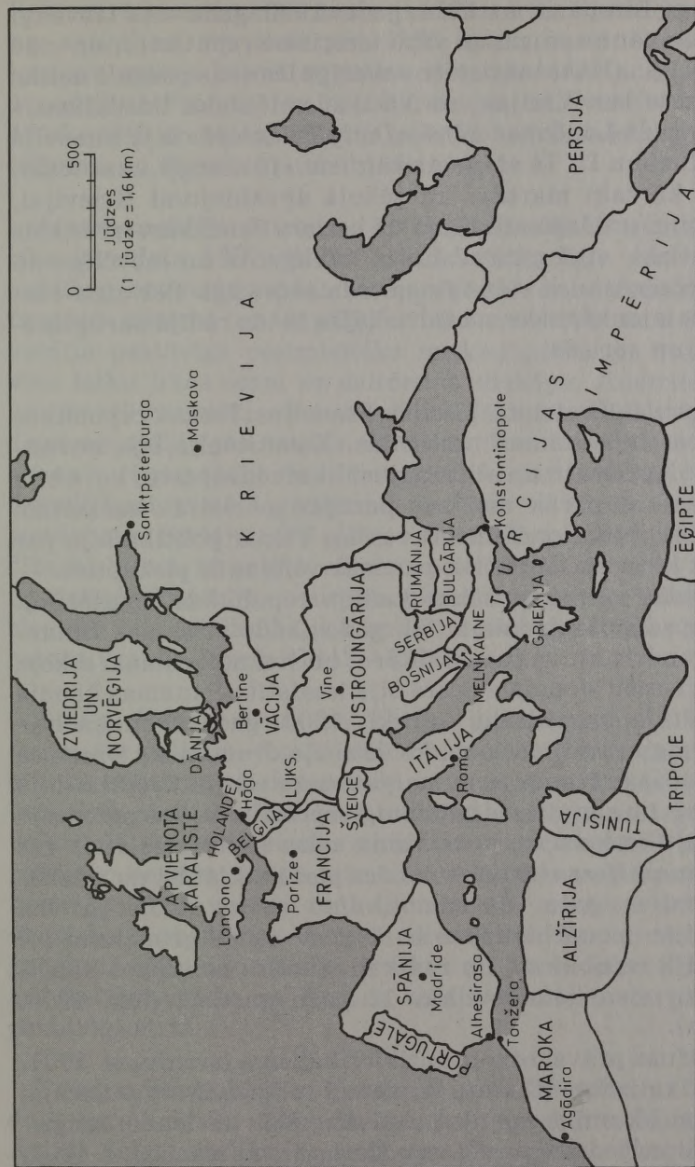 0 500
Jūdzes
(1 jūdze = 1,6 km)
ZVIEDRIJA
UN
NORVĒĢIJA
Sanktpēterburga
Maskava
KRIEVIJA
APVIENOTĀ
KARALISTE
DĀNIJA
Londona
HOLANDE
Hāga
BEĻĢIJA
LUKS.
Berlīne
VĀCIJA
Parīze
FRANCIJA
ŠVEICE
Vīne
AUSTROUNGĀRIJA
RUMĀNIJA
BULGĀRIJA
SERBIJA
BOSNIJA
MELNKALNE
ITĀLIJA
Roma
GRIEĶIJA
Konstantinopole
TURCIJAS IMPĒRIJA
PERSIJA
SPĀNIJA
Madride
PORTUGĀLE
Alhesirasa
Tanžera
MAROKA
Agādira
ALŽĪRIJA
TUNISIJA
TRIPOLE
ĒĢIPTE